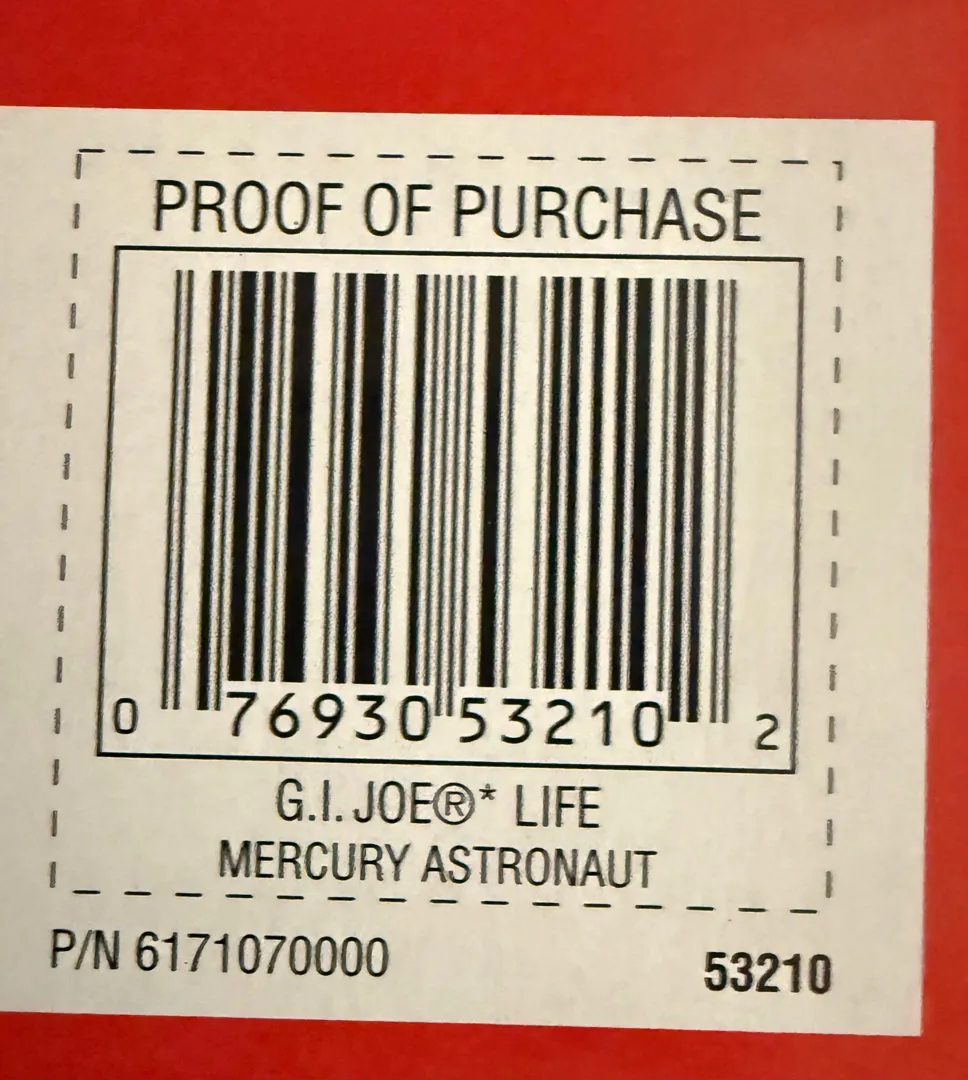 PROOF OF PURCHASE
0 76930 53210 2
G.I. JOE®* LIFE
MERCURY ASTRONAUT
P/N 6171070000
53210